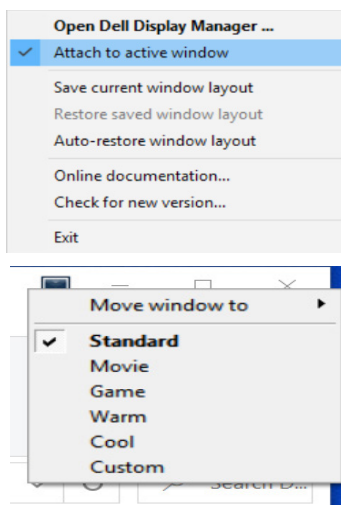 Open Dell Display Manager ...
Attach to active window
Save current window layout
Restore saved window layout
Auto-restore window layout
Online documentation...
Check for new version...
Exit
Move window to
Standard
Movie
Game
Warm
Cool
Custom
Search D...